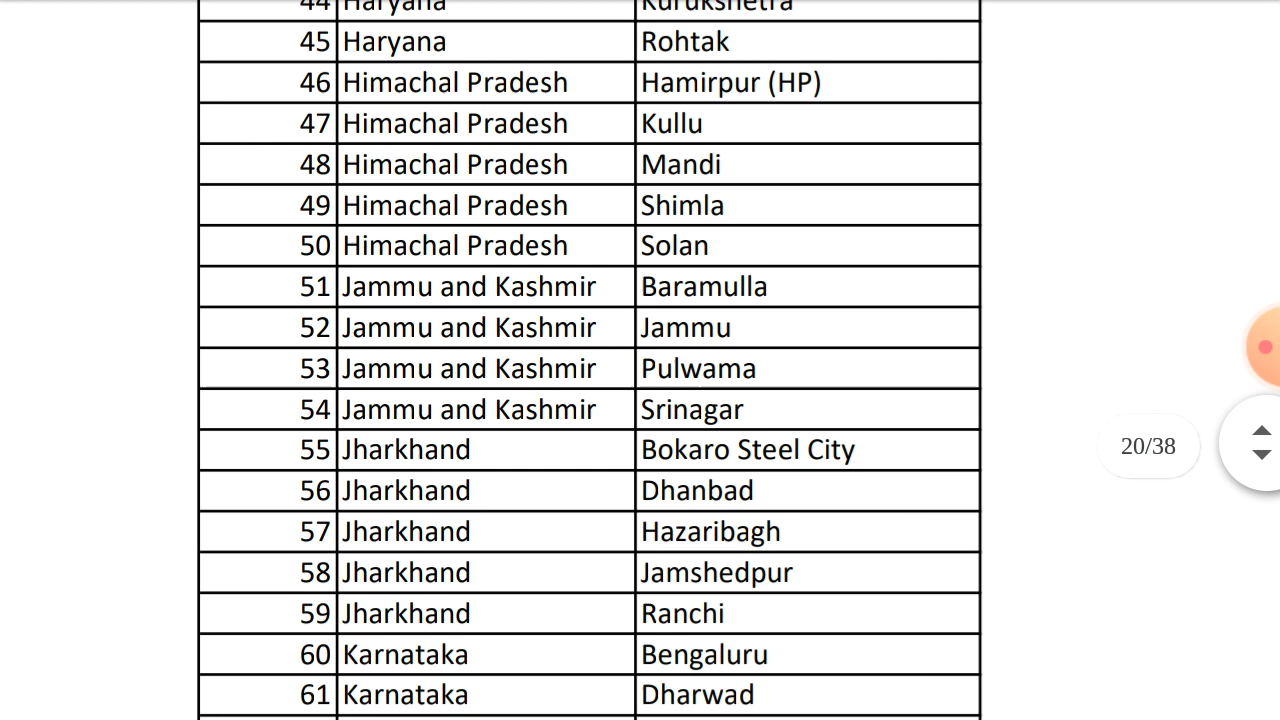 44 Haryana Kurukshetra
45 Haryana Rohtak
46 Himachal Pradesh Hamirpur (HP)
47 Himachal Pradesh Kullu
48 Himachal Pradesh Mandi
49 Himachal Pradesh Shimla
50 Himachal Pradesh Solan
51 Jammu and Kashmir Baramulla
52 Jammu and Kashmir Jammu
53 Jammu and Kashmir Pulwama
54 Jammu and Kashmir Srinagar
55 Jharkhand Bokaro Steel City
20/38
56 Jharkhand Dhanbad
57 Jharkhand Hazaribagh
58 Jharkhand Jamshedpur
59 Jharkhand Ranchi
60 Karnataka Bengaluru
61 Karnataka Dharwad